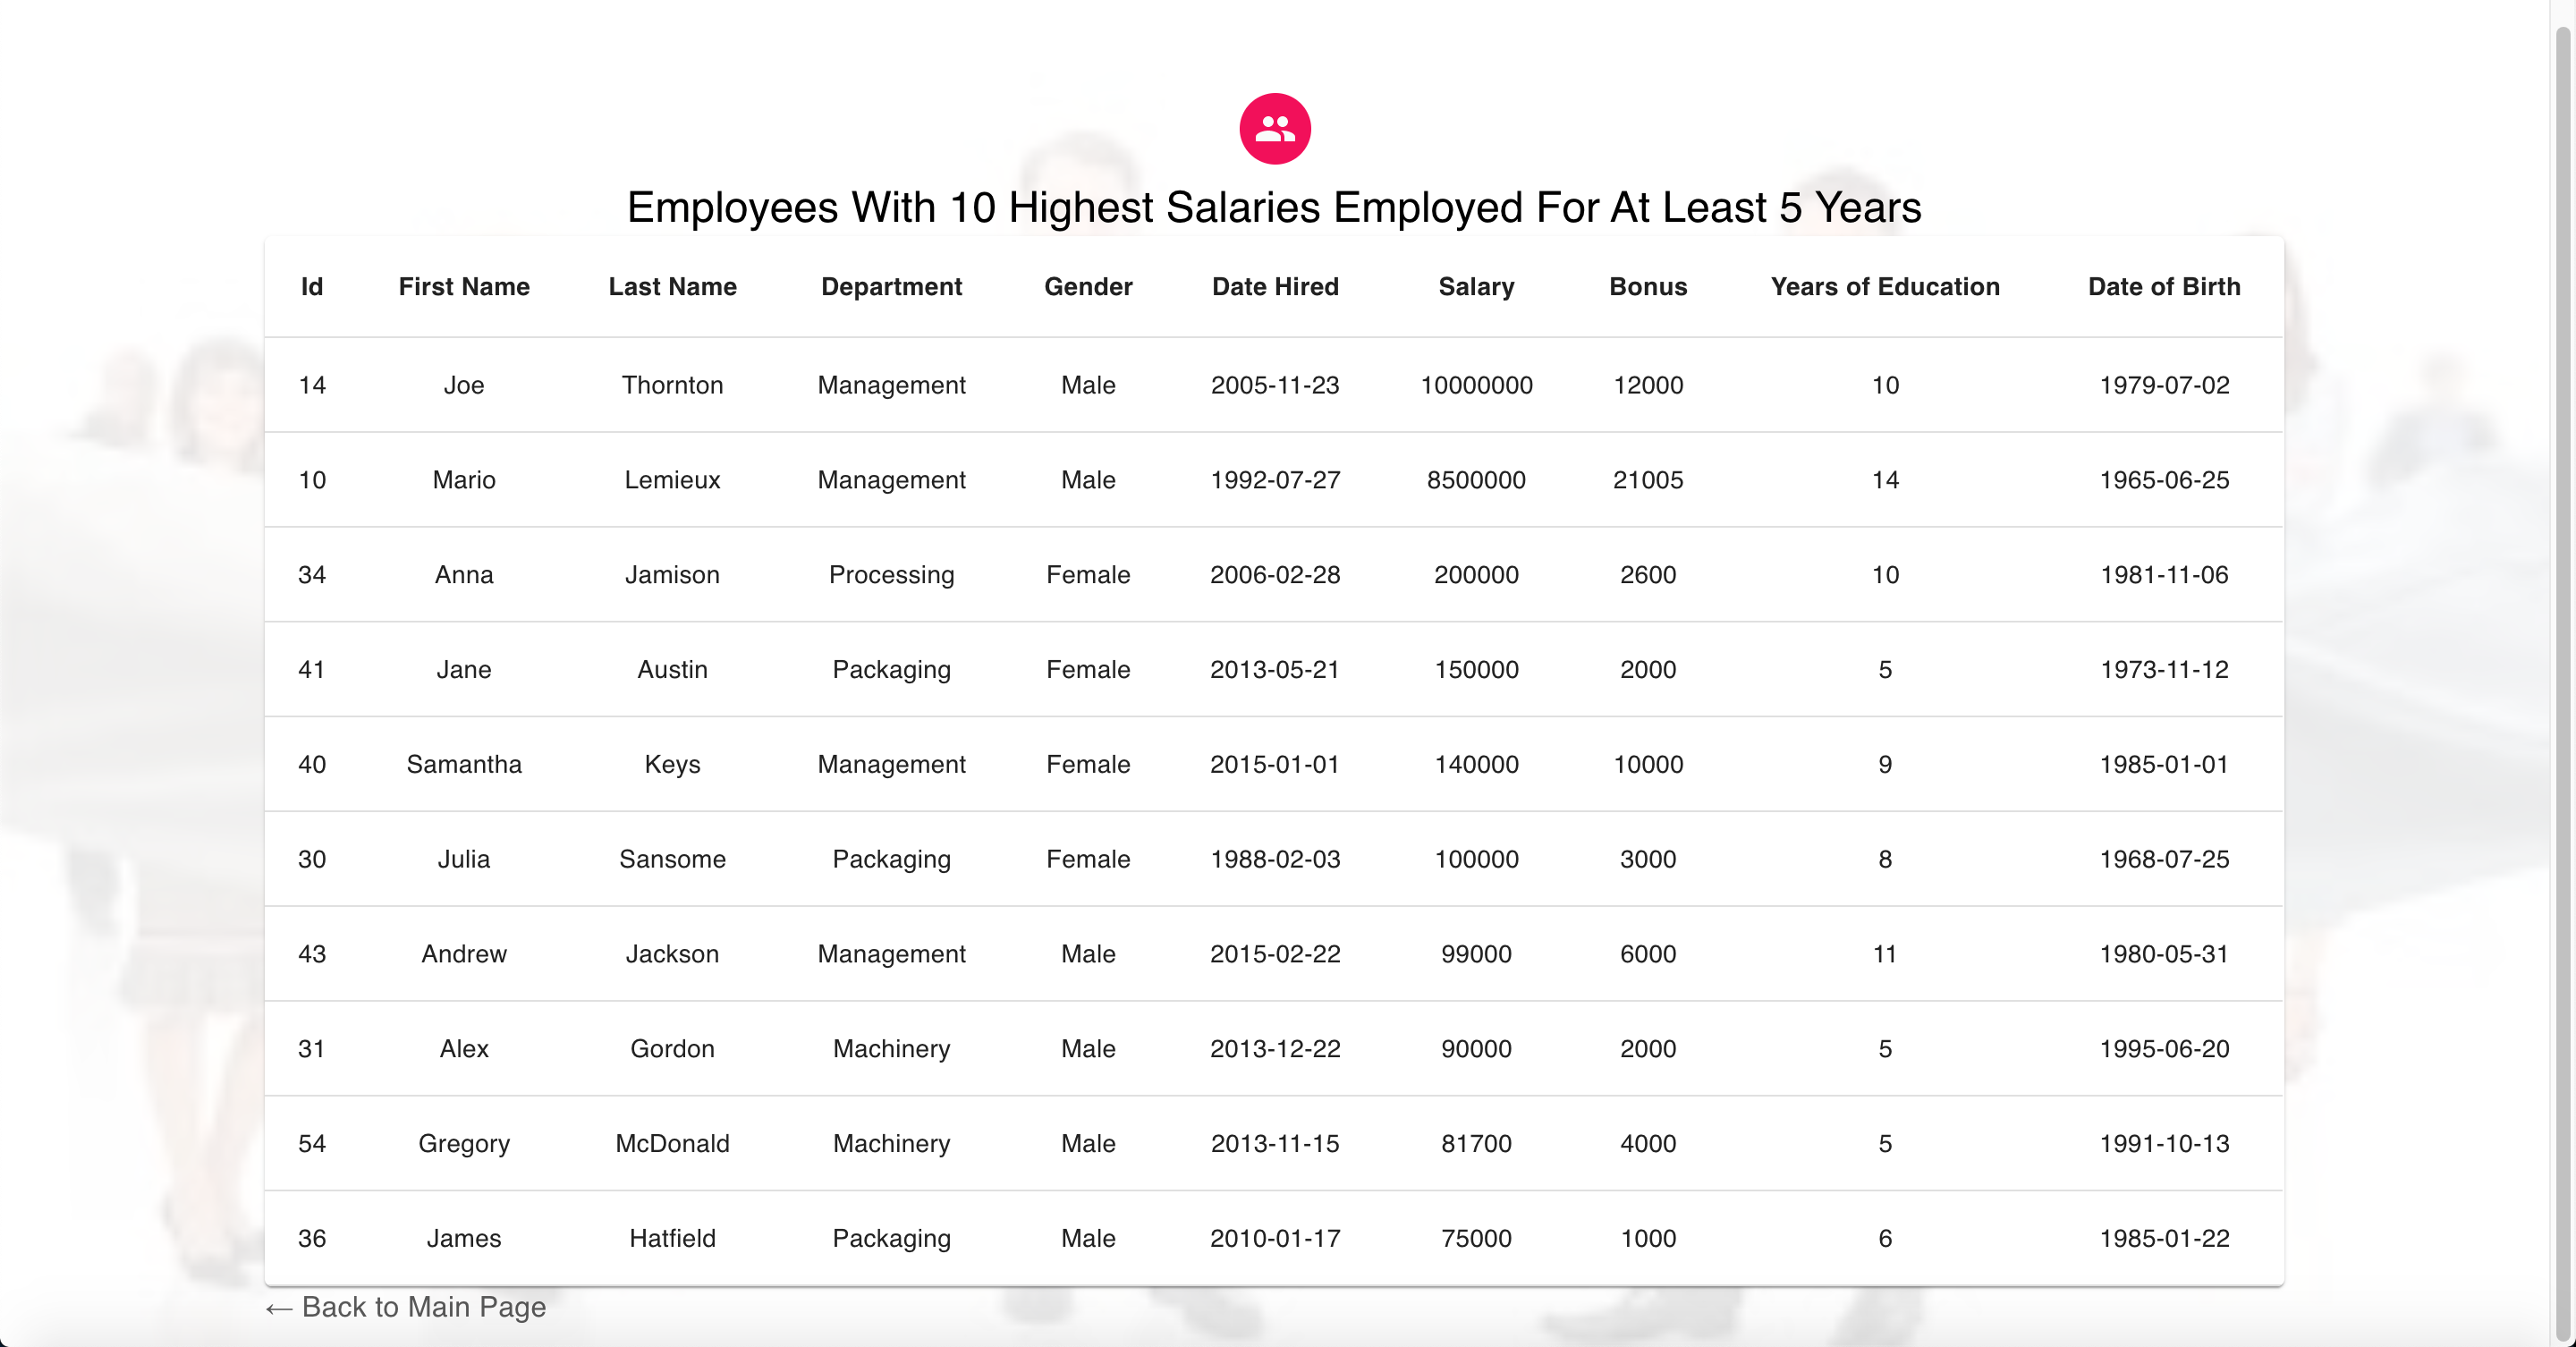 Employees With 10 Highest Salaries Employed For At Least 5 Years
Id First Name Last Name Department Gender Date Hired Salary Bonus Years of Education Date of Birth
14 Joe Thornton Management Male 2005-11-23 10000000 12000 10 1979-07-02
10 Mario Lemieux Management Male 1992-07-27 8500000 21005 14 1965-06-25
34 Anna Jamison Processing Female 2006-02-28 200000 2600 10 1981-11-06
41 Jane Austin Packaging Female 2013-05-21 150000 2000 5 1973-11-12
40 Samantha Keys Management Female 2015-01-01 140000 10000 9 1985-01-01
30 Julia Sansome Packaging Female 1988-02-03 100000 3000 8 1968-07-25
43 Andrew Jackson Management Male 2015-02-22 99000 6000 11 1980-05-31
31 Alex Gordon Machinery Male 2013-12-22 90000 2000 5 1995-06-20
54 Gregory McDonald Machinery Male 2013-11-15 81700 4000 5 1991-10-13
36 James Hatfield Packaging Male 2010-01-17 75000 1000 6 1985-01-22
← Back to Main Page